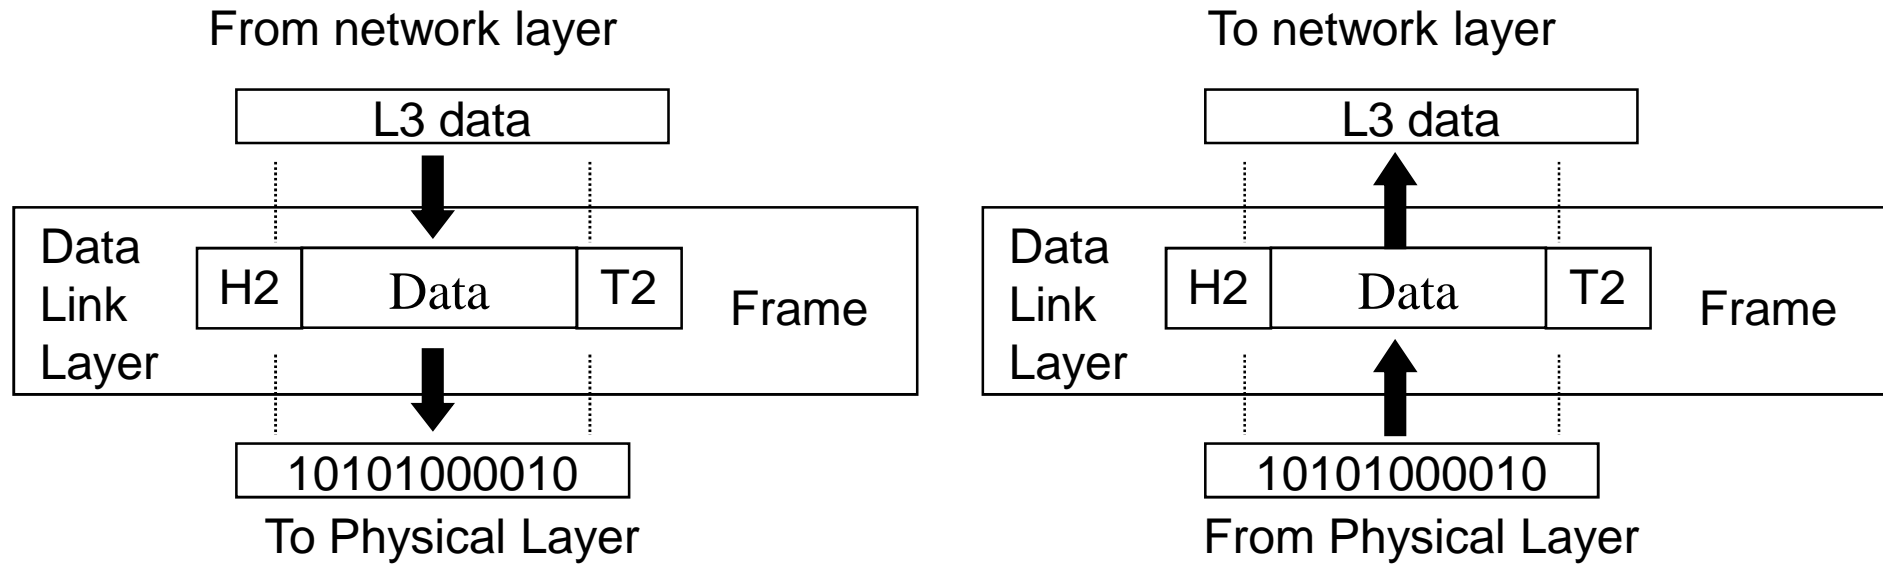 From network layer
L3 data
Data
Link
Layer
H2
Data
T2
Frame
10101000010
To Physical Layer
To network layer
L3 data
Data
Link
Layer
H2
Data
T2
Frame
10101000010
From Physical Layer